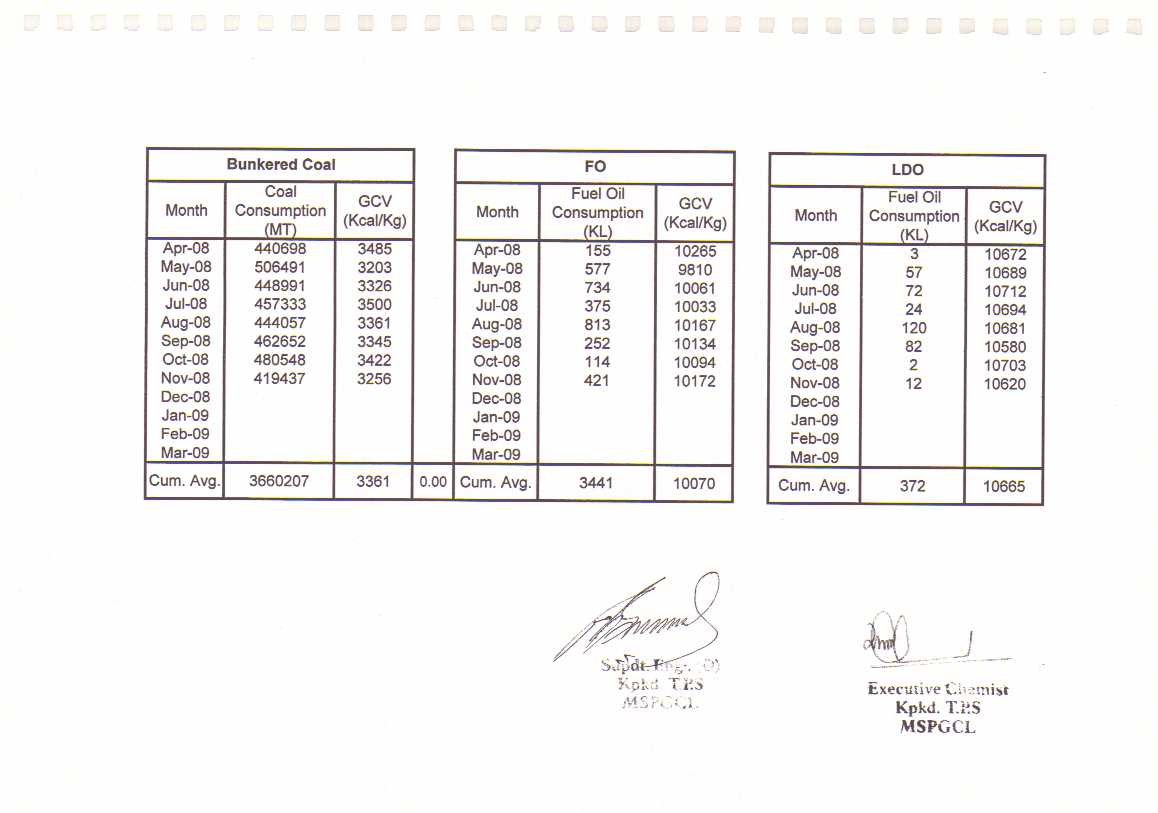 Bunkered Coal
Month Coal Consumption (MT) GCV (Kcal/Kg)
Apr-08 440698 3485
May-08 506491 3203
Jun-08 448991 3326
Jul-08 457333 3500
Aug-08 444057 3361
Sep-08 462652 3345
Oct-08 480548 3422
Nov-08 419437 3256
Dec-08
Jan-09
Feb-09
Mar-09
Cum. Avg. 3660207 3361 0.00
FO
Month Fuel Oil Consumption (KL) GCV (Kcal/Kg)
Apr-08 155 10265
May-08 577 9810
Jun-08 734 10061
Jul-08 375 10033
Aug-08 813 10167
Sep-08 252 10134
Oct-08 114 10094
Nov-08 421 10172
Dec-08
Jan-09
Feb-09
Mar-09
Cum. Avg. 3441 10070
LDO
Month Fuel Oil Consumption (KL) GCV (Kcal/Kg)
Apr-08 3 10672
May-08 57 10689
Jun-08 72 10712
Jul-08 24 10694
Aug-08 120 10681
Sep-08 82 10580
Oct-08 2 10703
Nov-08 12 10620
Dec-08
Jan-09
Feb-09
Mar-09
Cum. Avg. 372 10665
Supdt. Engr. (O)
Kpkd. T.P.S
MSPGCL
Executive Chemist
Kpkd. T.P.S
MSPGCL